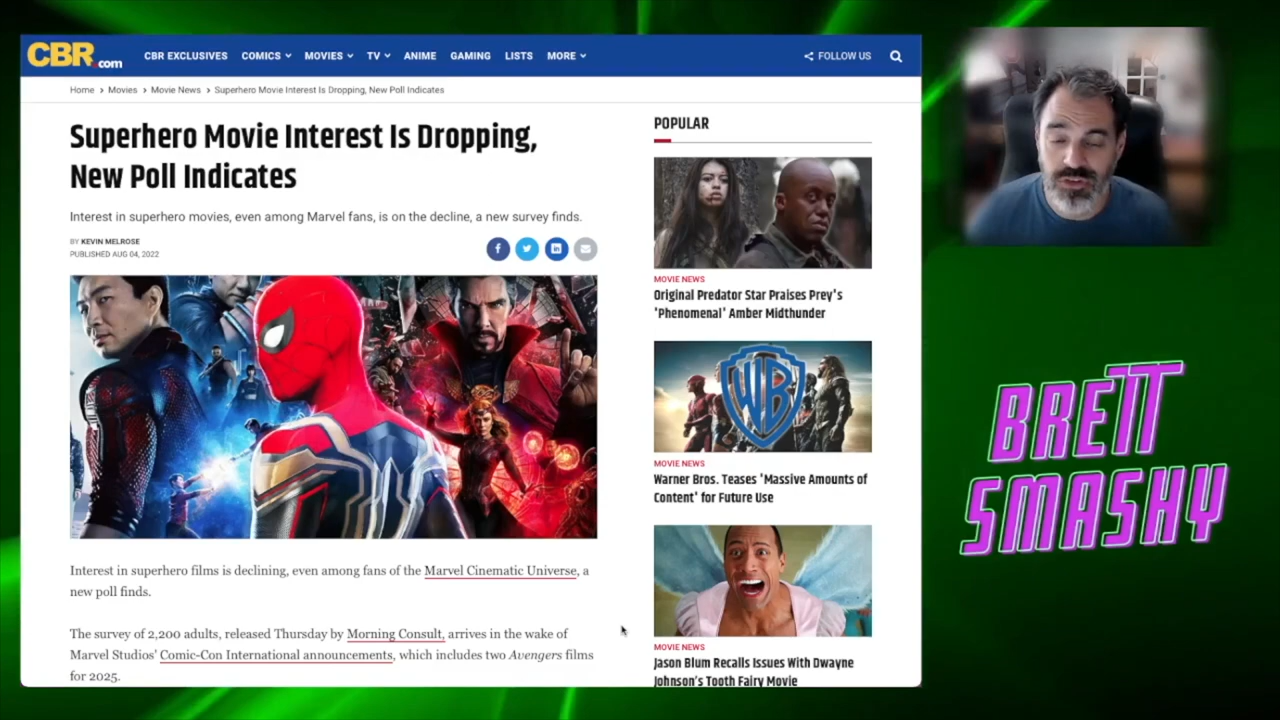 CBR.com
CBR EXCLUSIVES COMICS MOVIES TV ANIME GAMING LISTS MORE
FOLLOW US
Home > Movies > Movie News > Superhero Movie Interest Is Dropping, New Poll Indicates
Superhero Movie Interest Is Dropping,
New Poll Indicates
Interest in superhero movies, even among Marvel fans, is on the decline, a new survey finds.
BY KEVIN MELROSE
PUBLISHED AUG 04, 2022
Interest in superhero films is declining, even among fans of the Marvel Cinematic Universe, a
new poll finds.
The survey of 2,200 adults, released Thursday by Morning Consult, arrives in the wake of
Marvel Studios' Comic-Con International announcements, which includes two Avengers films
for 2025.
POPULAR
MOVIE NEWS
Original Predator Star Praises Prey's
'Phenomenal' Amber Midthunder
WB
MOVIE NEWS
Warner Bros. Teases 'Massive Amounts of
Content' for Future Use
MOVIE NEWS
Jason Blum Recalls Issues With Dwayne
Johnson's Tooth Fairy Movie
BRETT
SMASHY